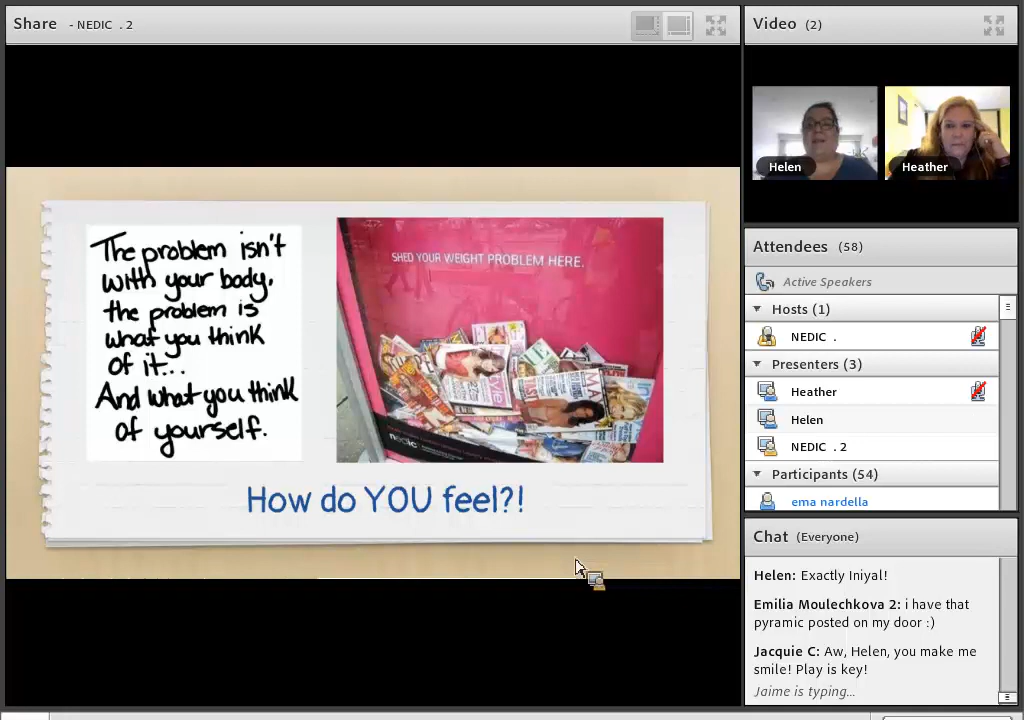 Share - NEDIC . 2
The problem isn't
with your body.
the problem is
what you think
of it...
And what you think
of yourself.
SHED YOUR WEIGHT PROBLEM HERE.
nedic
How do YOU feel?!
Video (2)
Helen
Heather
Attendees (58)
Active Speakers
Hosts (1)
NEDIC .
Presenters (3)
Heather
Helen
NEDIC . 2
Participants (54)
ema nardella
Chat (Everyone)
Helen: Exactly Iniyal!
Emilia Moulechkova 2: i have that
pyramic posted on my door :)
Jacquie C: Aw, Helen, you make me
smile! Play is key!
Jaime is typing...